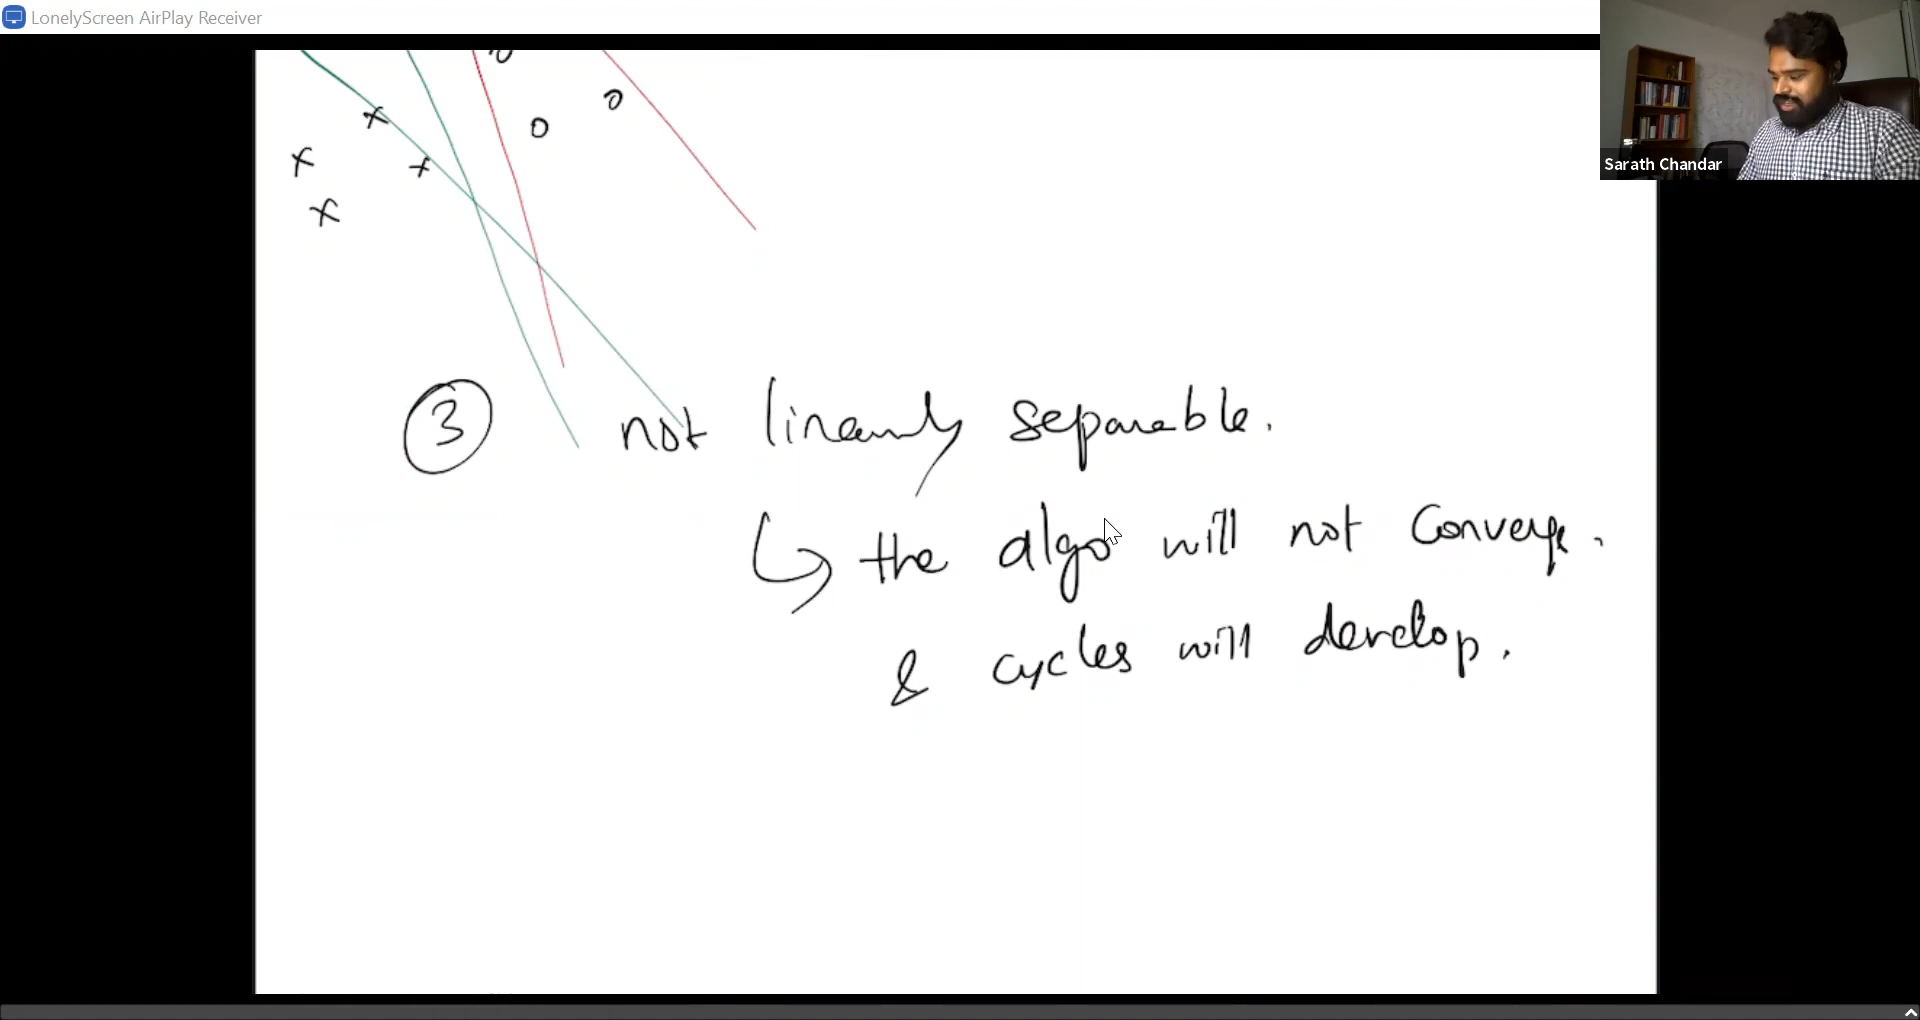 LonelyScreen AirPlay Receiver
Sarath Chandar
3 not linearly separable.
↳ the algo will not converge.
& cycles will develop.